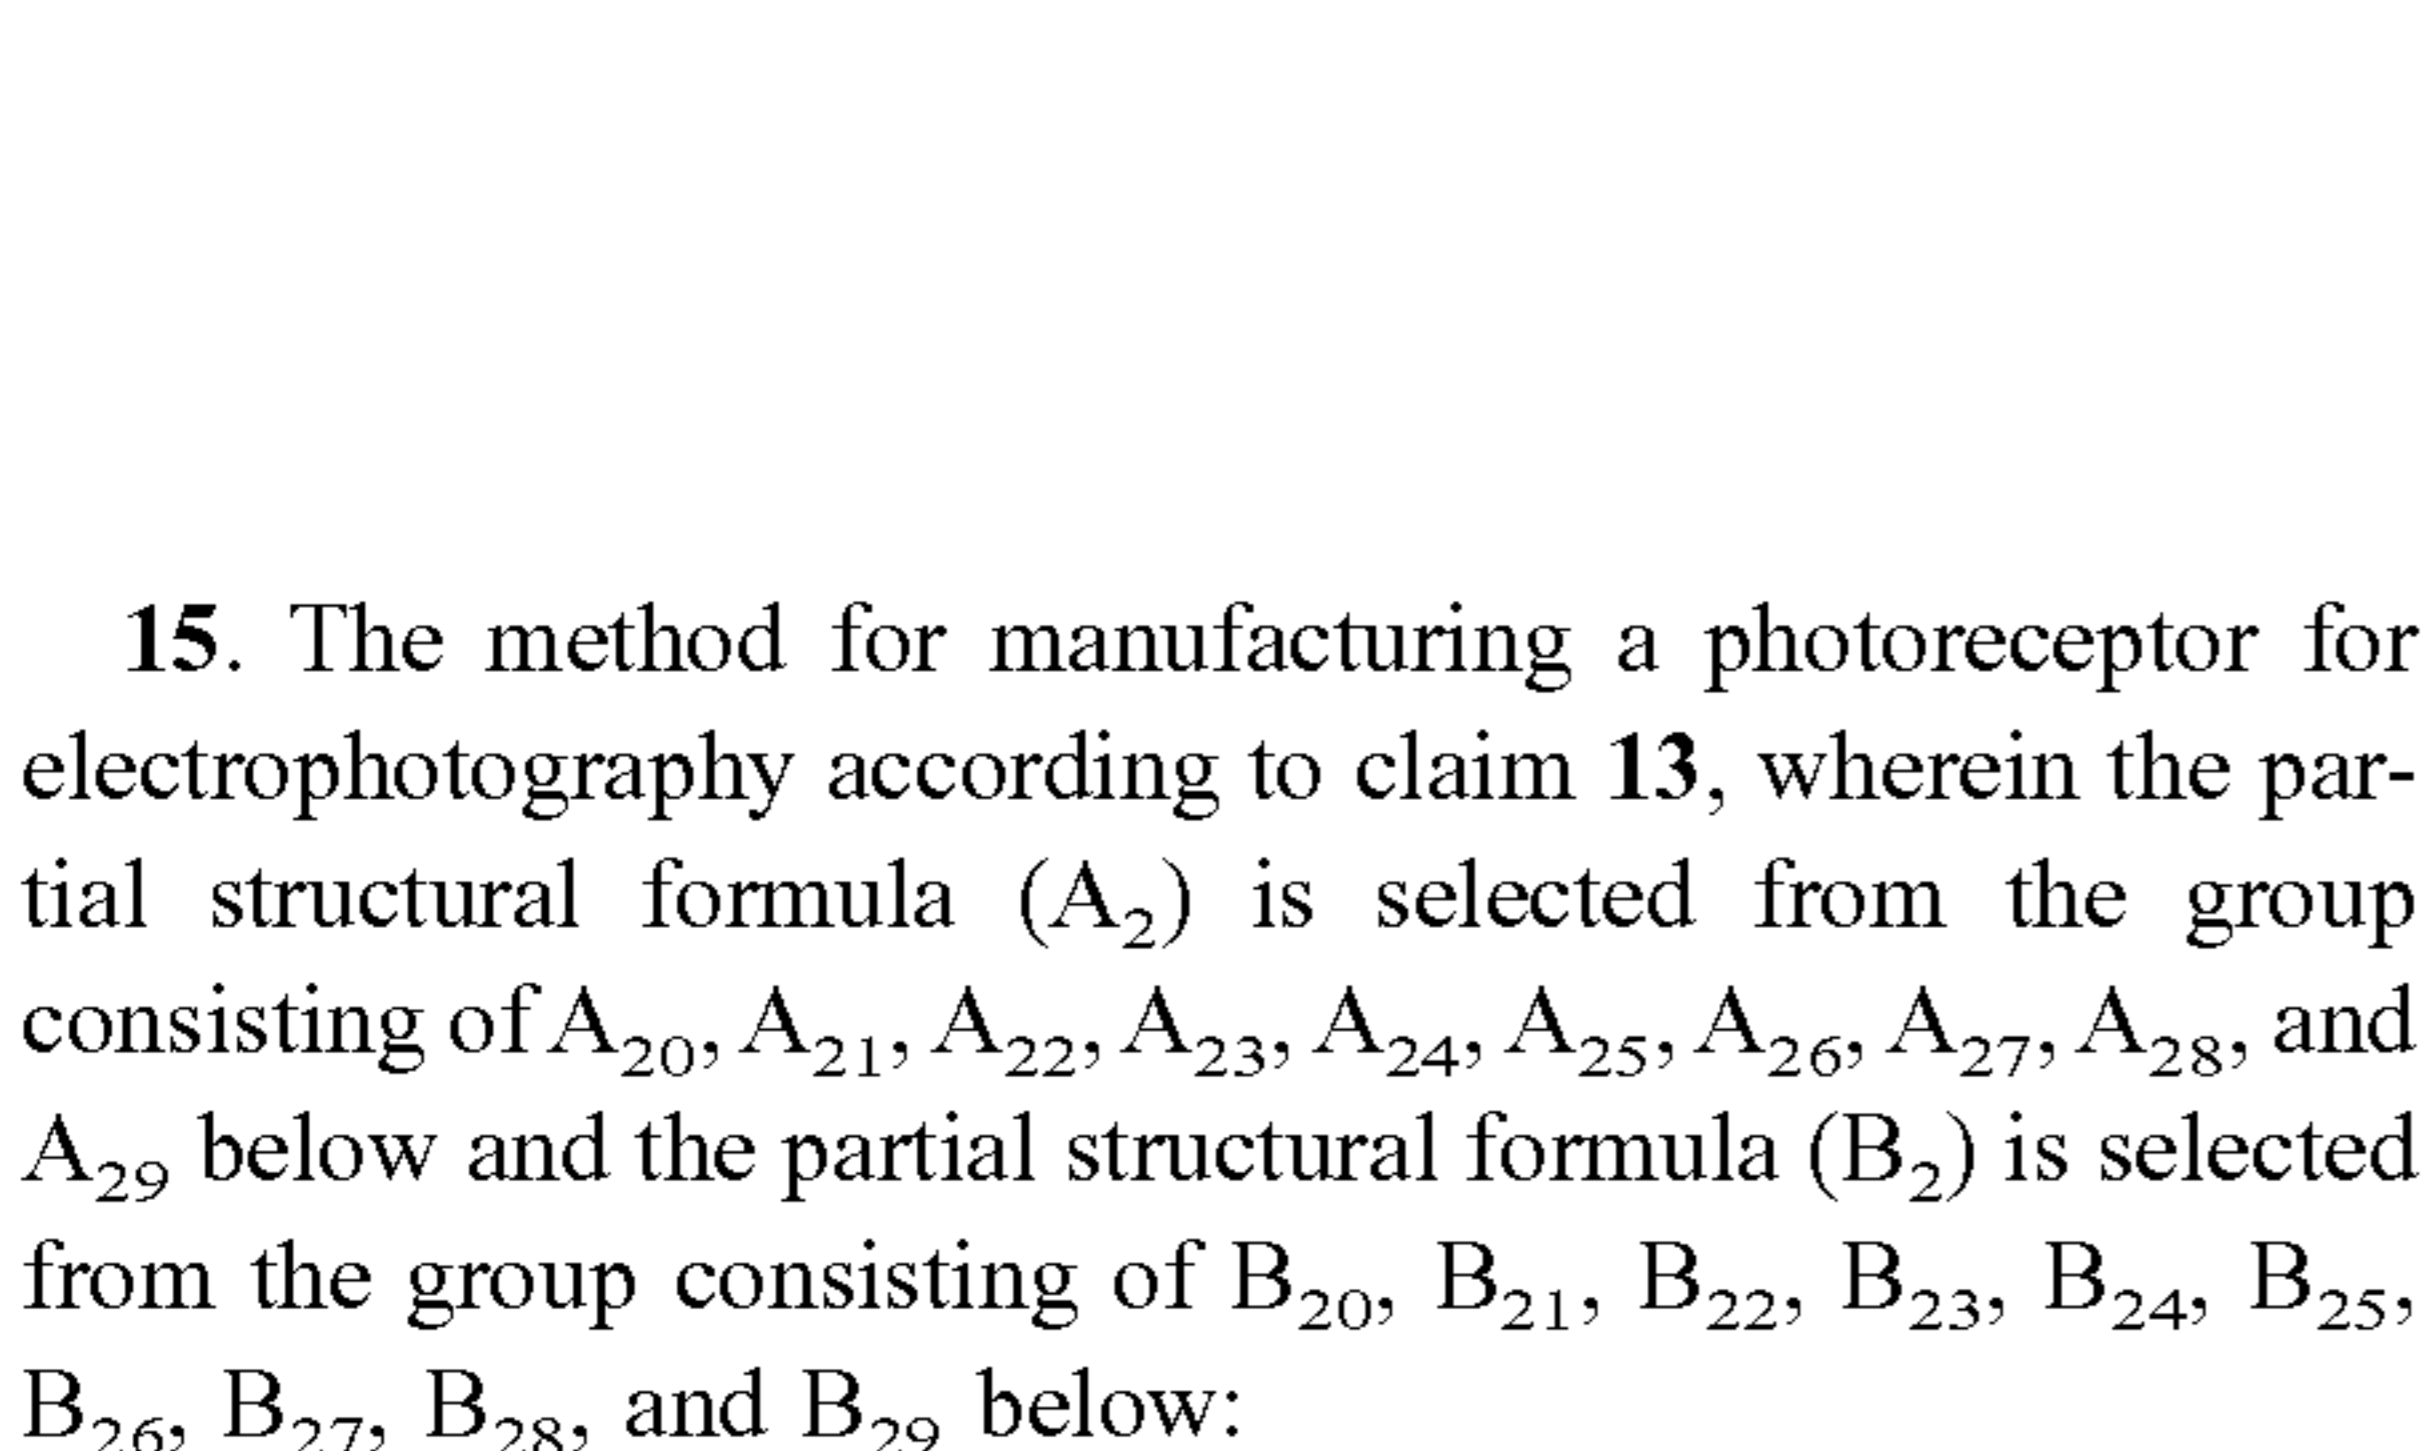 15. The method for manufacturing a photoreceptor for
electrophotography according to claim 13, wherein the par-
tial structural formula (A₂) is selected from the group
consisting of A₂₀, A₂₁, A₂₂, A₂₃, A₂₄, A₂₅, A₂₆, A₂₇, A₂₈, and
A₂₉ below and the partial structural formula (B₂) is selected
from the group consisting of B₂₀, B₂₁, B₂₂, B₂₃, B₂₄, B₂₅,
B₂₆, B₂₇, B₂₈, and B₂₉ below: